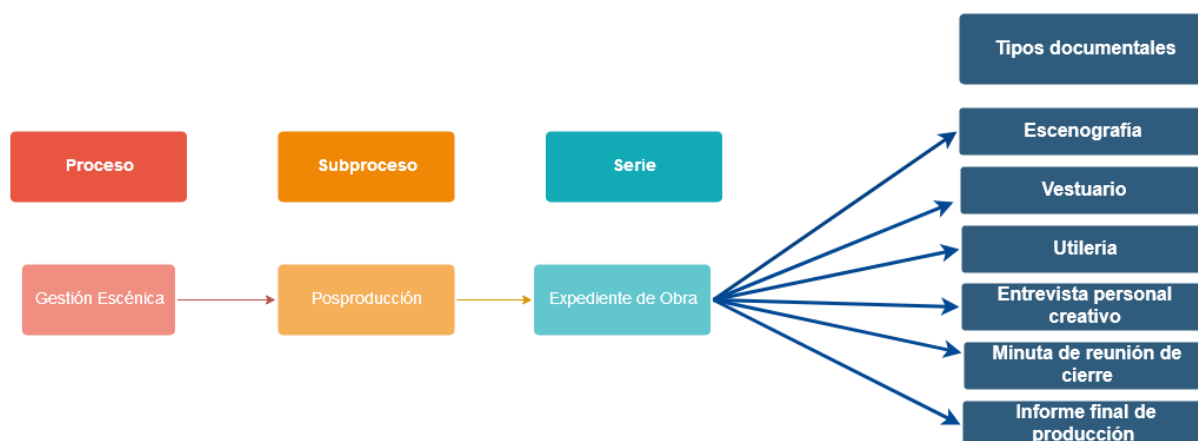 Tipos documentales
Escenografía
Proceso
Subproceso
Serie
Vestuario
Utilería
Gestión Escénica
Posproducción
Expediente de Obra
Entrevista personal
creativo
Minuta de reunión de
cierre
Informe final de
producción